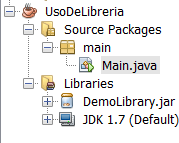 UsoDeLibreria
Source Packages
main
Main.java
Libraries
DemoLibrary.jar
JDK 1.7 (Default)